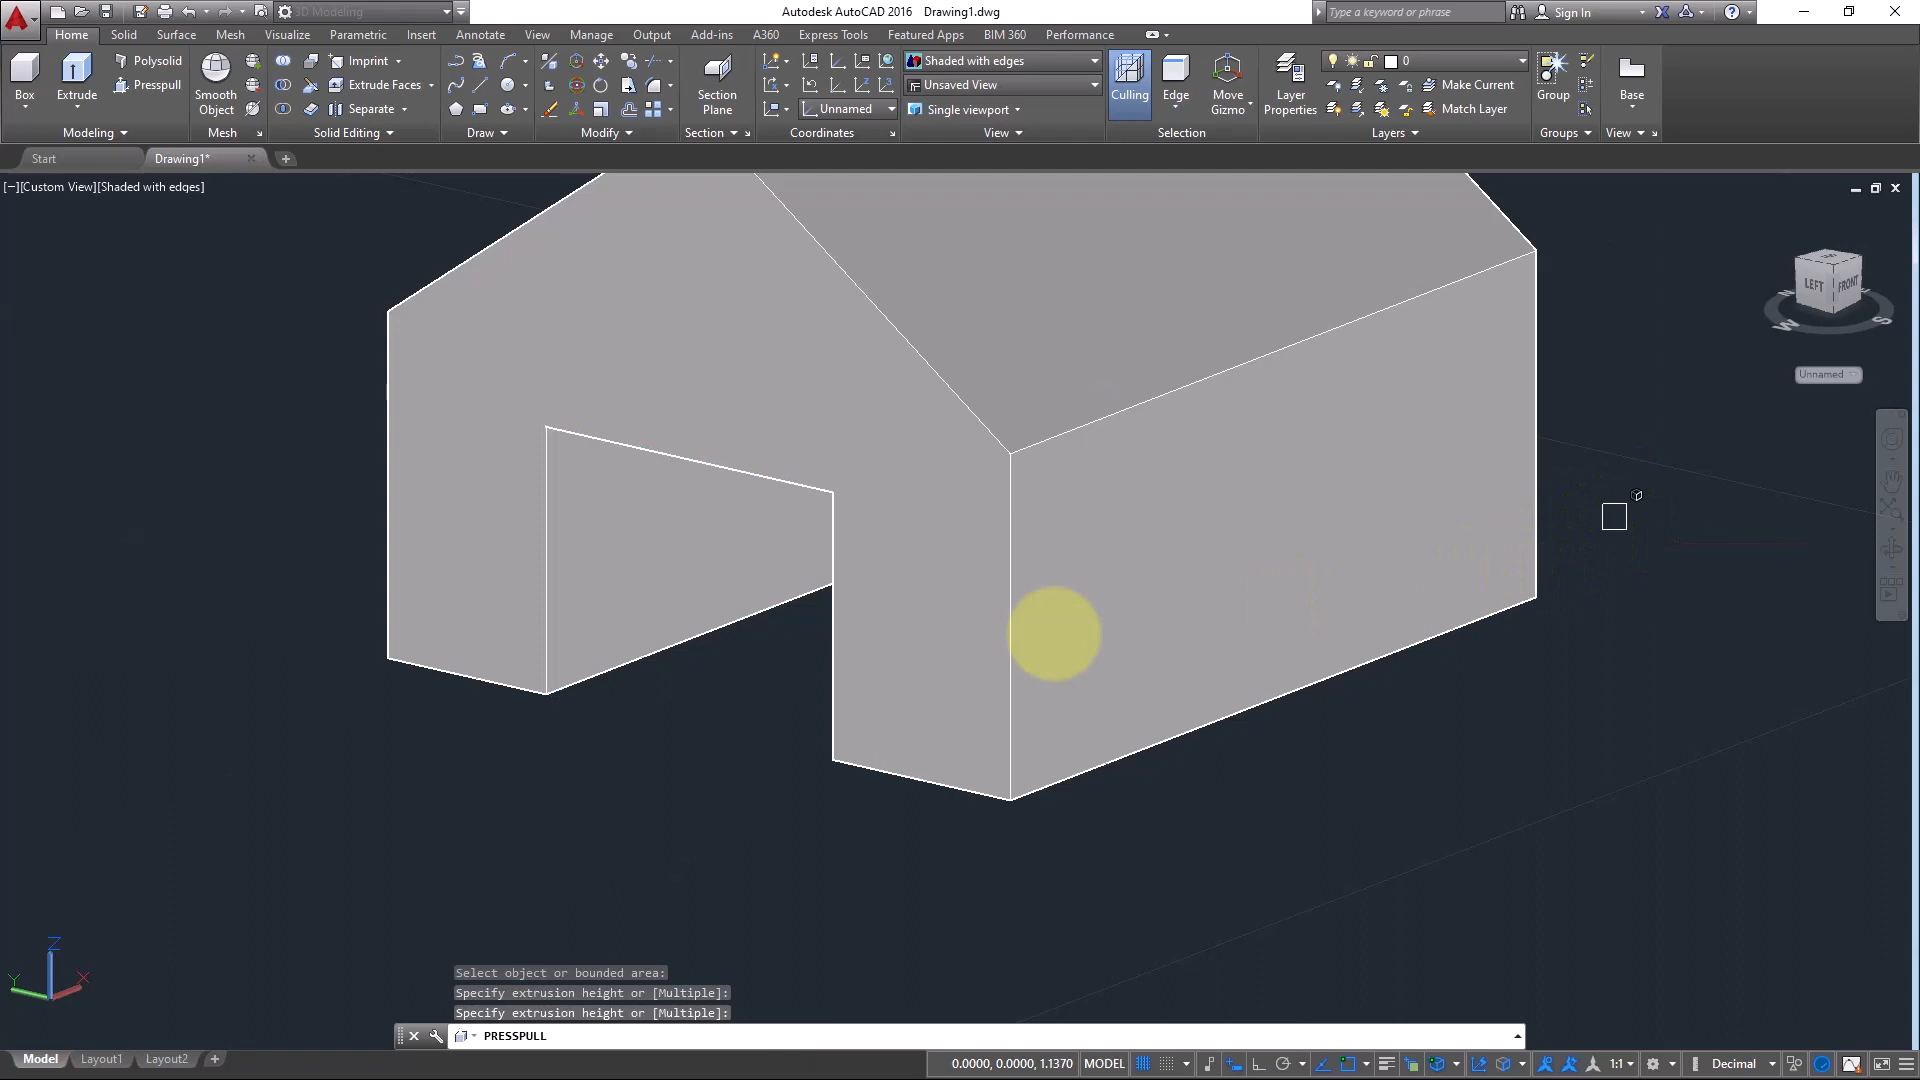 3D Modeling
Autodesk AutoCAD 2016 Drawing1.dwg
Type a keyword or phrase
Sign In
Home Solid Surface Mesh Visualize Parametric Insert Annotate View Manage Output Add-ins A360 Express Tools Featured Apps BIM 360 Performance
Box
Extrude
Polysolid
Presspull
Smooth
Object
Imprint
Extrude Faces
Separate
Section
Plane
Unnamed
Shaded with edges
Unsaved View
Single viewport
Culling
Edge
Move
Gizmo
Layer
Properties
0
Make Current
Match Layer
Group
Base
Modeling Mesh Solid Editing Draw Modify Section Coordinates View Selection Layers Groups View
Start Drawing1*
[−][Custom View][Shaded with edges]
LEFT FRONT
W S
Unnamed
Z
Y X
Select object or bounded area:
Specify extrusion height or [Multiple]:
Specify extrusion height or [Multiple]:
PRESSPULL
Model Layout1 Layout2
0.0000, 0.0000, 1.1370 MODEL 1:1 Decimal